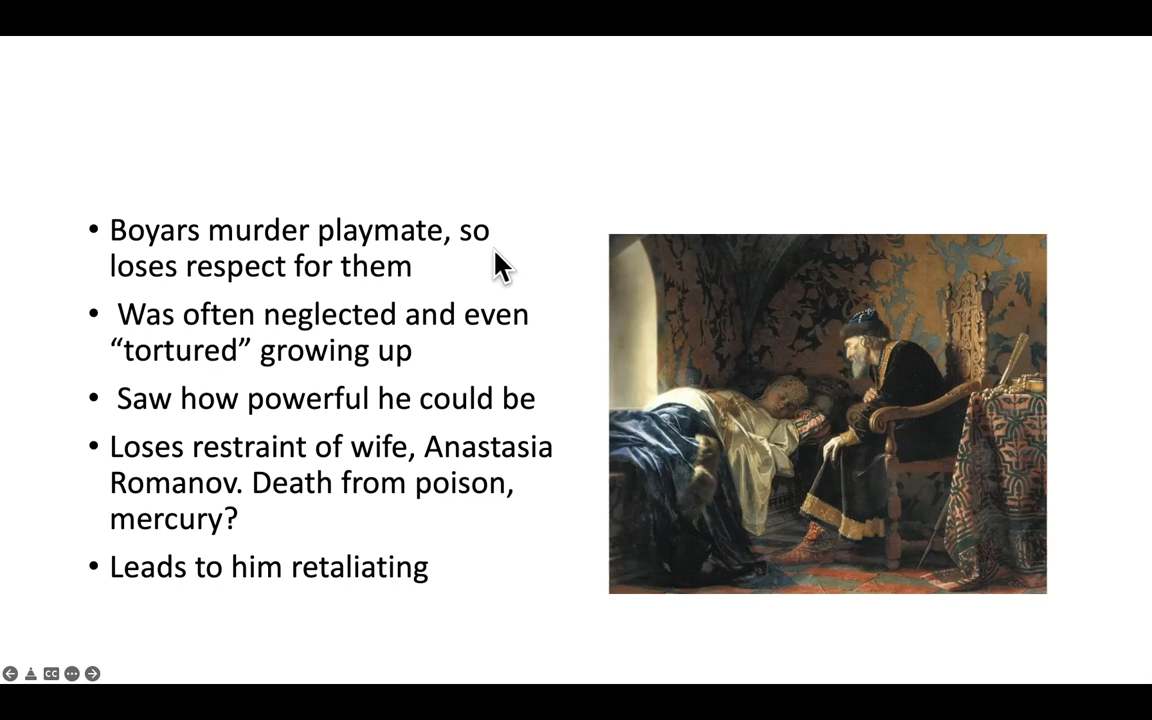 • Boyars murder playmate, so
loses respect for them
• Was often neglected and even
“tortured” growing up
• Saw how powerful he could be
• Loses restraint of wife, Anastasia
Romanov. Death from poison,
mercury?
• Leads to him retaliating
CC